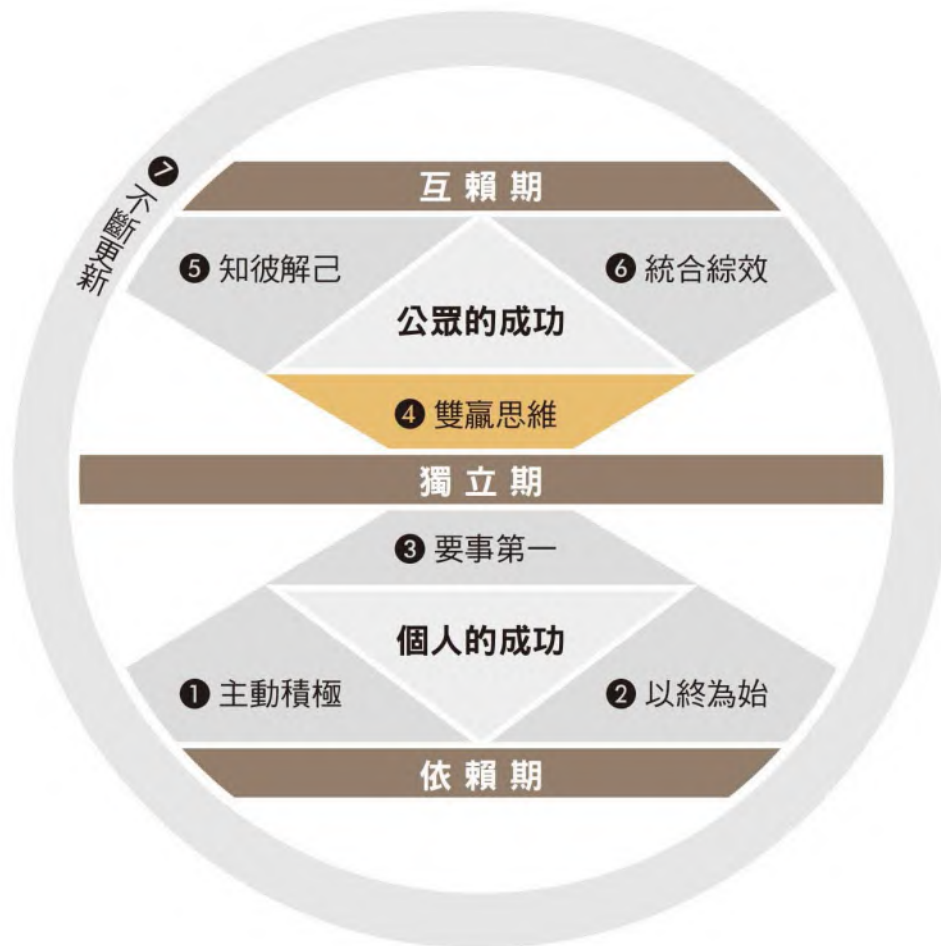 互賴期
❼ 不斷更新
❺ 知彼解己
❻ 統合綜效
公眾的成功
❹ 雙贏思維
獨立期
❸ 要事第一
個人的成功
❶ 主動積極
❷ 以終為始
依賴期